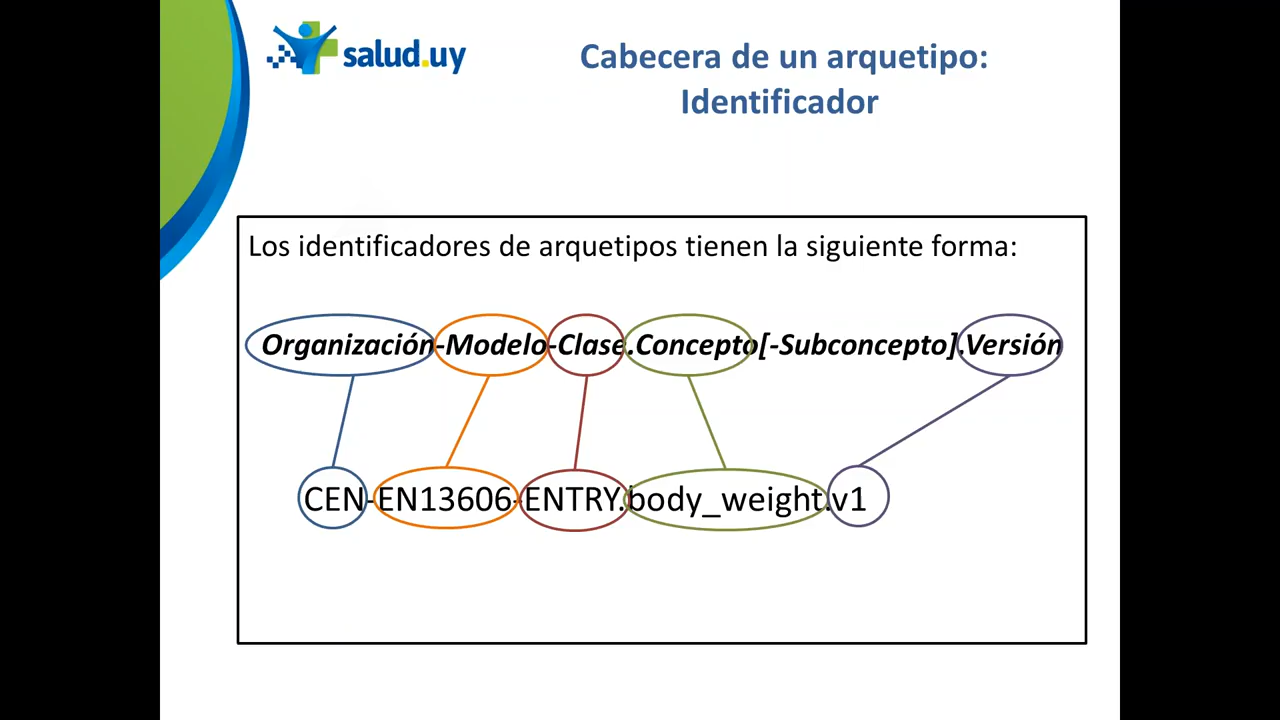 salud.uy
Cabecera de un arquetipo:
Identificador
Los identificadores de arquetipos tienen la siguiente forma:
Organización-Modelo-Clase.Concepto[-Subconcepto].Versión
CEN-EN13606-ENTRY.body_weight.v1